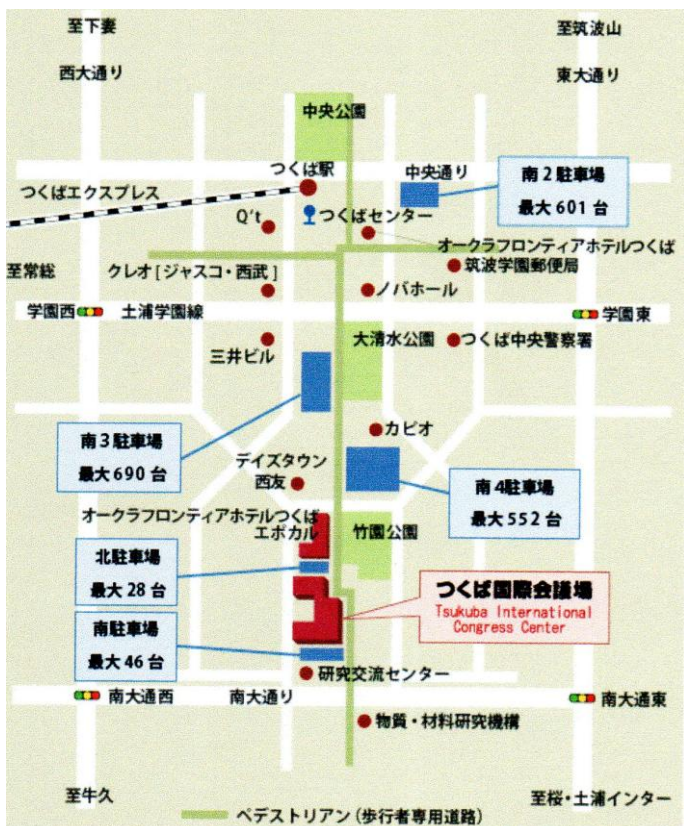 至下妻
至筑波山
西大通り
東大通り
中央公園
つくば駅
中央通り
南2駐車場
最大601台
つくばエクスプレス
Q't
つくばセンター
オークラフロンティアホテルつくば
至常総
クレオ[ジャスコ・西武]
筑波学園郵便局
ノバホール
学園西
土浦学園線
学園東
三井ビル
大清水公園
つくば中央警察署
南3駐車場
最大690台
カピオ
デイズタウン
西友
南4駐車場
最大552台
オークラフロンティアホテルつくば
エポカル
竹園公園
北駐車場
最大28台
つくば国際会議場
Tsukuba International
Congress Center
南駐車場
最大46台
研究交流センター
南大通西
南大通り
南大通東
物質・材料研究機構
至牛久
至桜・土浦インター
ペデストリアン(歩行者専用道路)